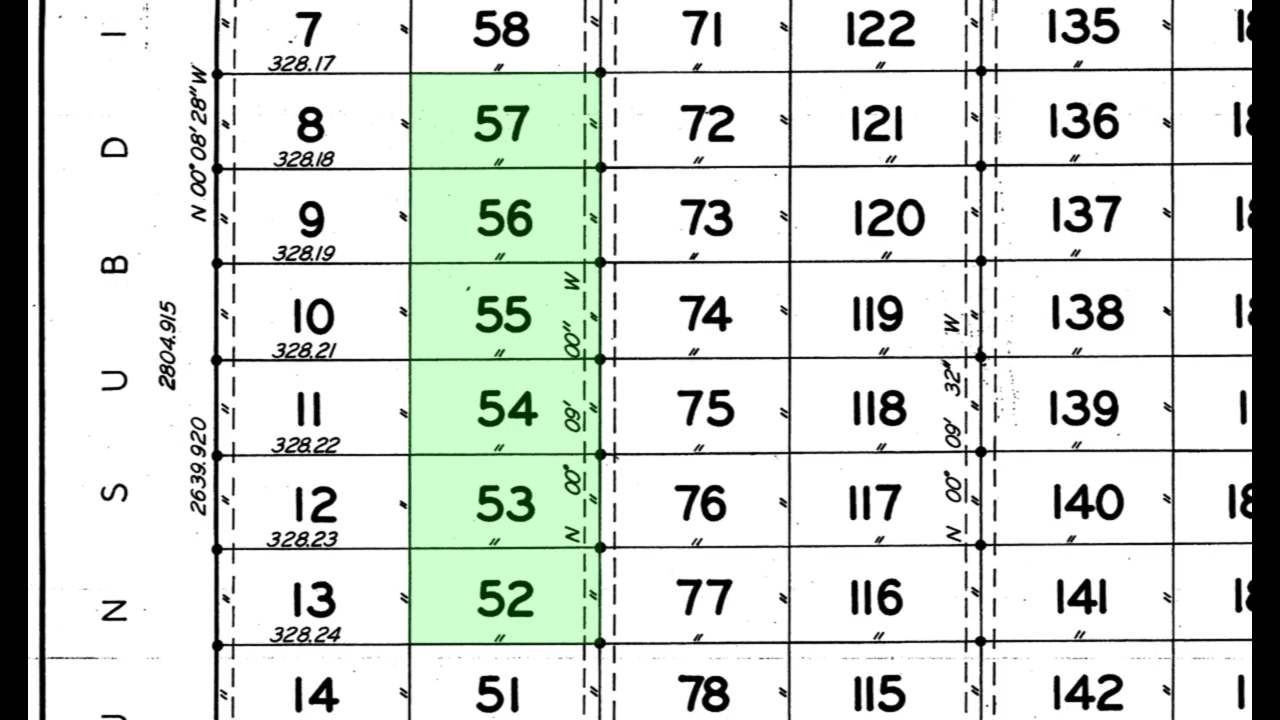 7 58 71 122 135
328.17 " " " "
8 57 72 121 136
328.18 " " " "
9 56 73 120 137
328.19 " " " "
10 55 74 119 138
328.21 " " " "
11 54 75 118 139
328.22 " " " "
12 53 76 117 140
328.23 " " " "
13 52 77 116 141
328.24 " " " "
14 51 78 115 142
N 00° 08' 28" W
2804.915
2639.920
N 00° 09' 00" W
N 00° 09' 32" W
N S U B D I